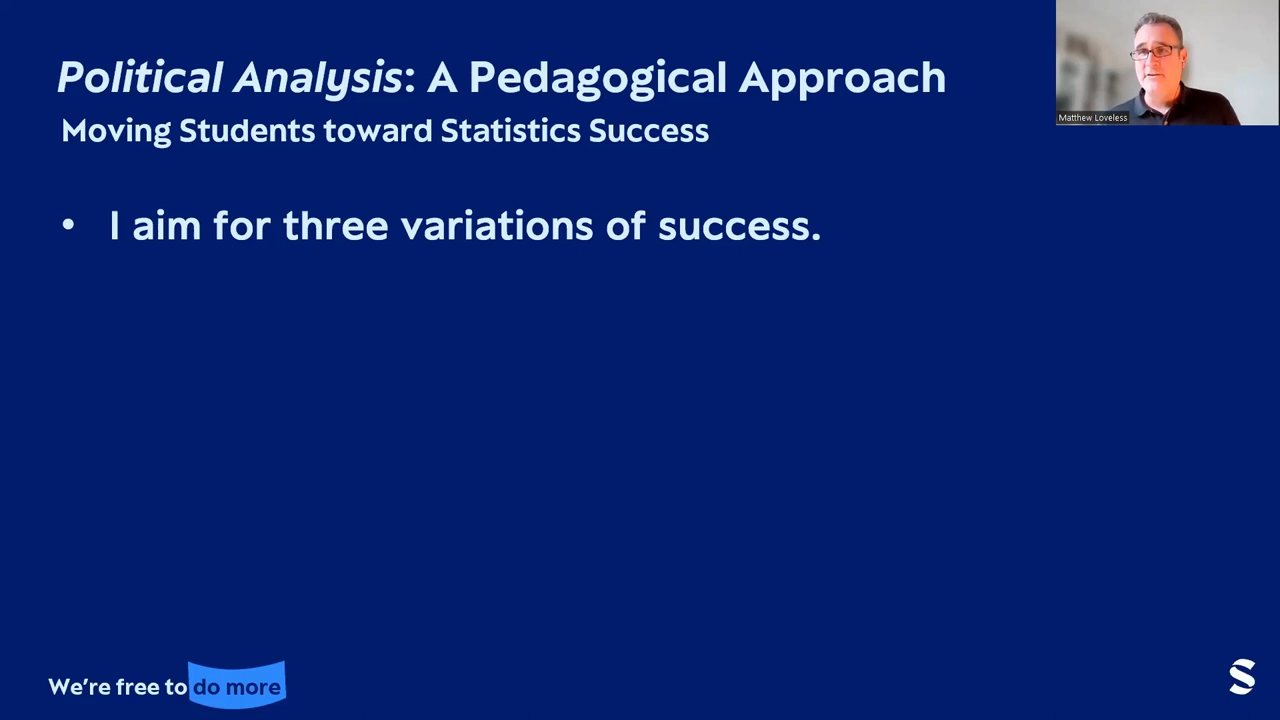 Political Analysis: A Pedagogical Approach
Moving Students toward Statistics Success
• I aim for three variations of success.
Matthew Loveless
We're free to do more
S